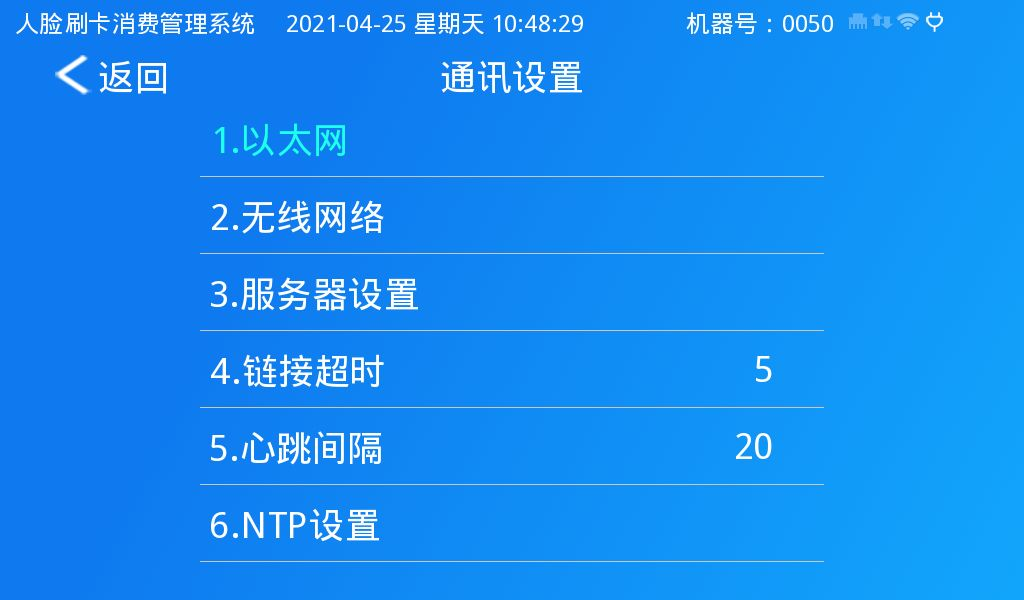 人脸刷卡消费管理系统 2021-04-25 星期天 10:48:29 机器号：0050
返回 通讯设置
1.以太网
2.无线网络
3.服务器设置
4.链接超时 5
5.心跳间隔 20
6.NTP设置